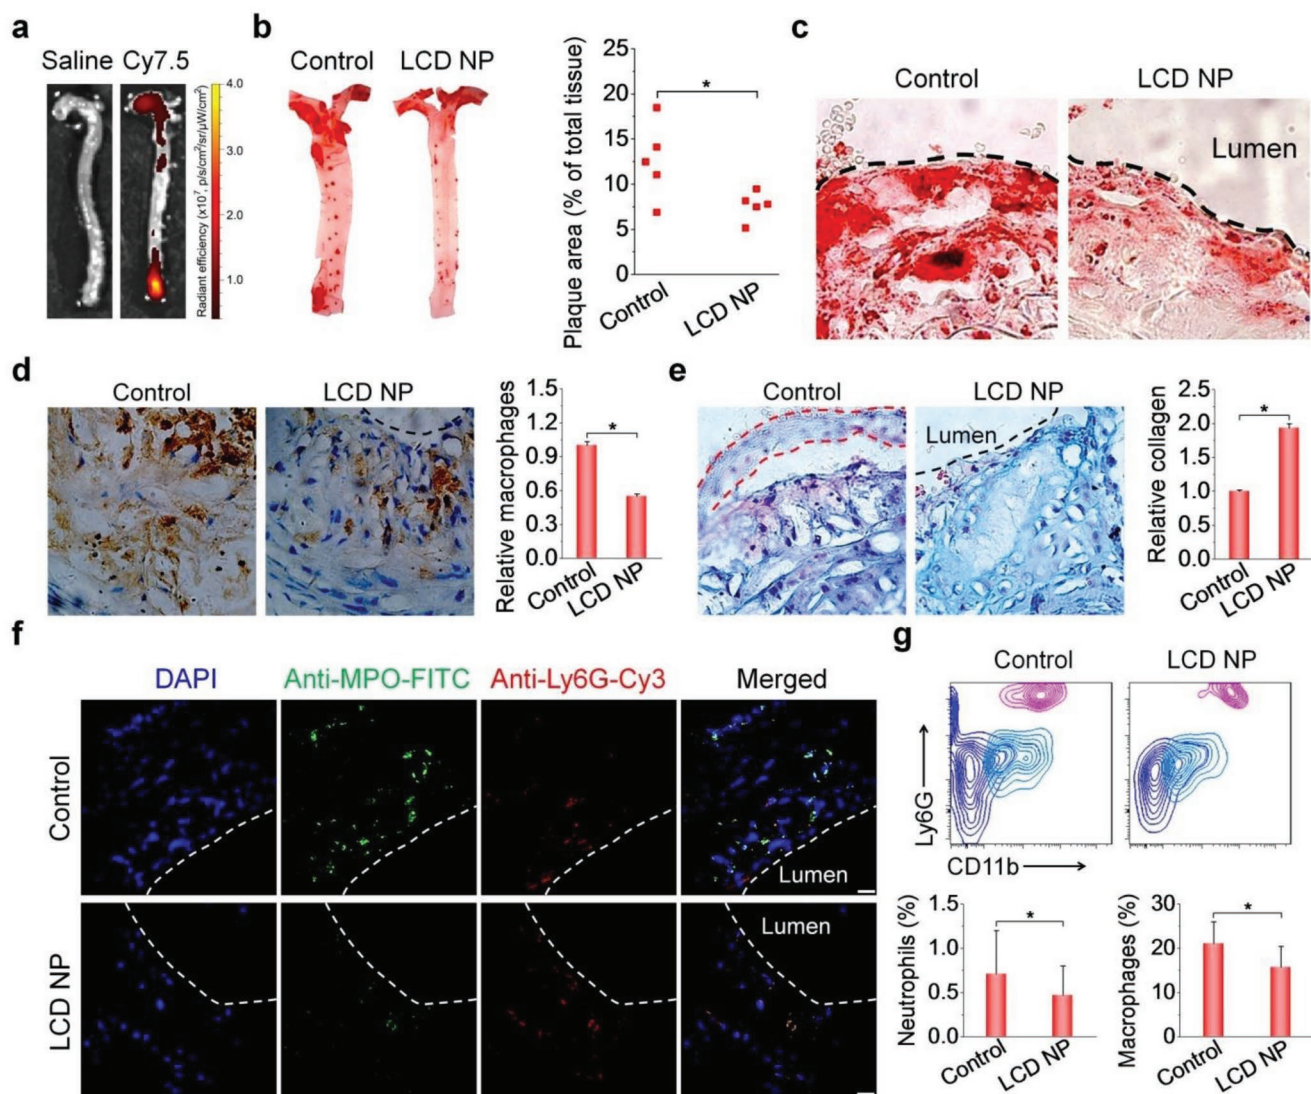 a
Saline Cy7.5
Radiant efficiency (x10⁷, p/s/cm²/sr/µW/cm²)
4.0
3.0
2.0
1.0
b
Control LCD NP
Plaque area (% of total tissue)
25
20
15
10
5
0
*
Control LCD NP
c
Control LCD NP
Lumen
d
Control LCD NP
Relative macrophages
1.5
1.2
0.9
0.6
0.3
0.0
*
Control
LCD NP
e
Control LCD NP
Lumen
Relative collagen
2.5
2.0
1.5
1.0
0.5
0.0
*
Control
LCD NP
f
DAPI Anti-MPO-FITC Anti-Ly6G-Cy3 Merged
Control
Lumen
LCD NP
Lumen
g
Control LCD NP
Ly6G
CD11b
Neutrophils (%)
1.5
1.0
0.5
0.0
*
Control LCD NP
Macrophages (%)
30
20
10
0
*
Control LCD NP